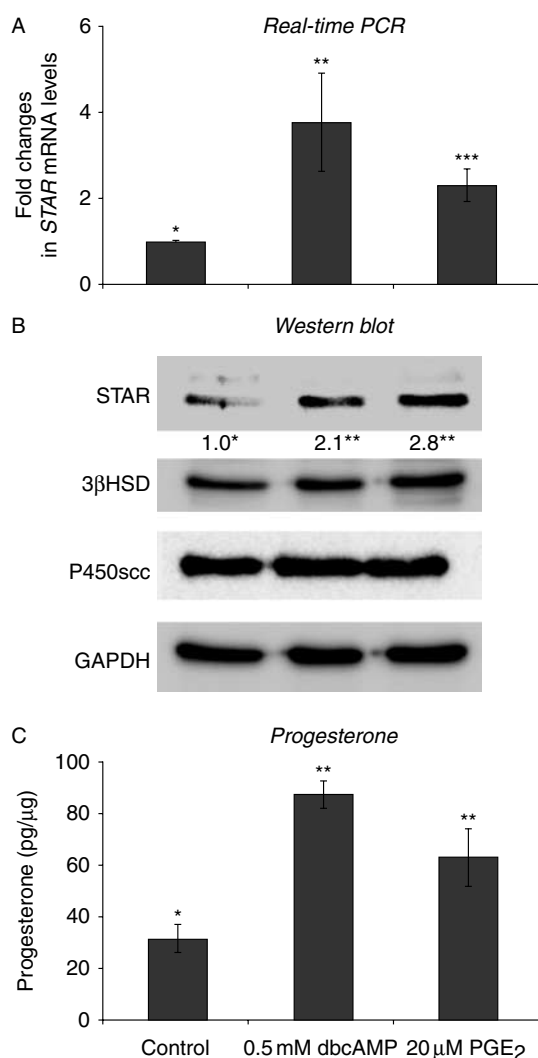 A
Real-time PCR
Fold changes
in STAR mRNA levels
6
4
2
0
*
**
***
B
Western blot
STAR
1.0* 2.1** 2.8**
3βHSD
P450scc
GAPDH
C
Progesterone
Progesterone (pg/μg)
100
80
60
40
20
0
*
**
**
Control 0.5 mM dbcAMP 20 μM PGE₂